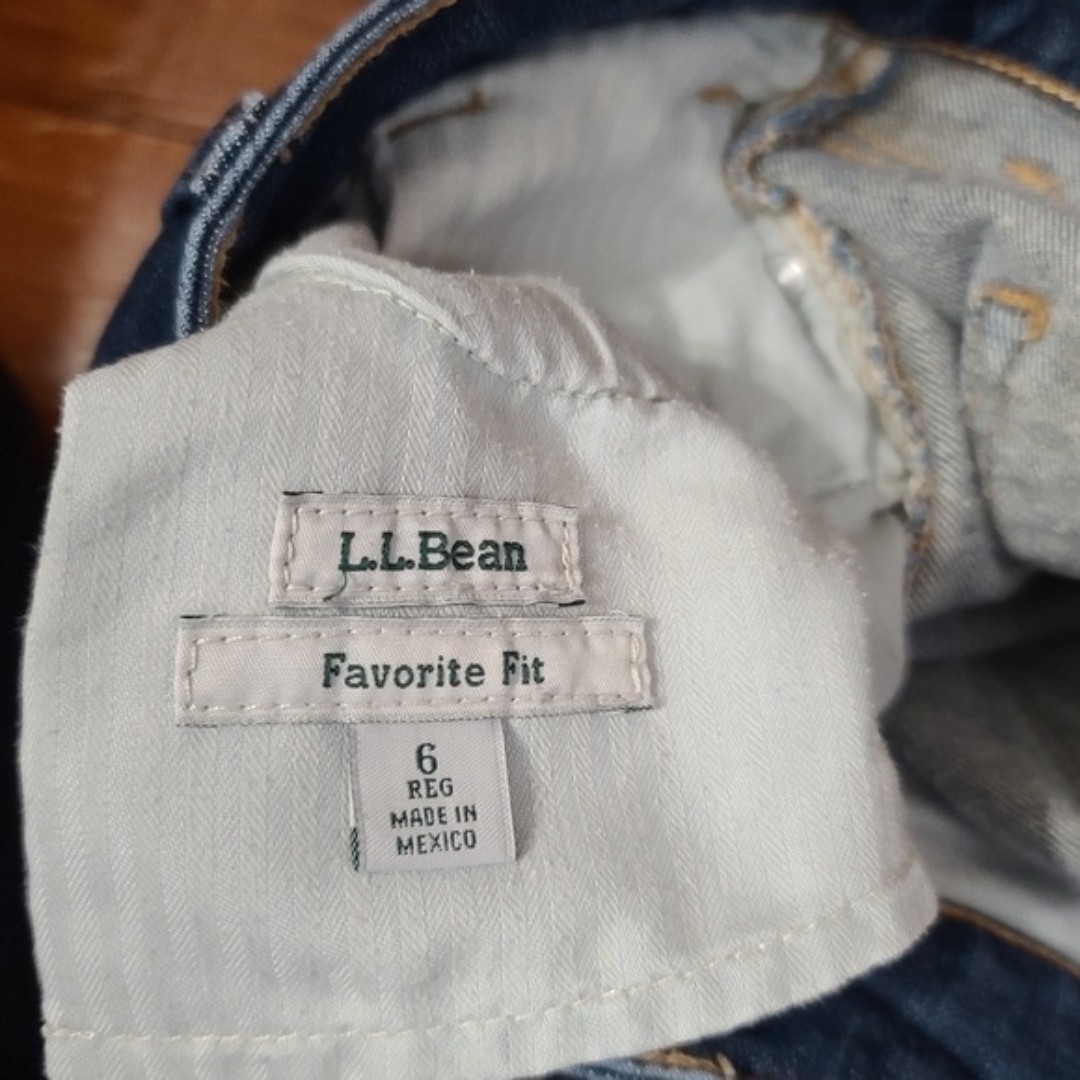 L.L.Bean
Favorite Fit
6
REG
MADE IN
MEXICO